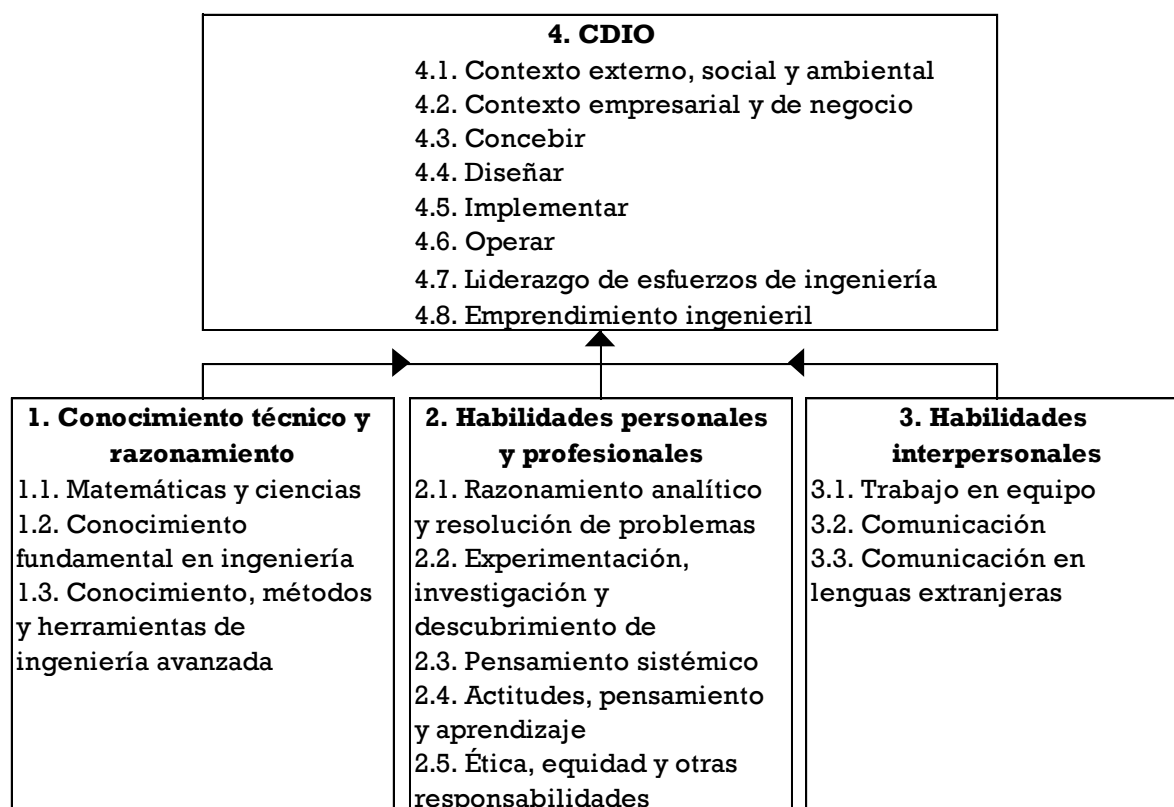 4. CDIO
4.1. Contexto externo, social y ambiental
4.2. Contexto empresarial y de negocio
4.3. Concebir
4.4. Diseñar
4.5. Implementar
4.6. Operar
4.7. Liderazgo de esfuerzos de ingeniería
4.8. Emprendimiento ingenieril
1. Conocimiento técnico y
razonamiento
1.1. Matemáticas y ciencias
1.2. Conocimiento
fundamental en ingeniería
1.3. Conocimiento, métodos
y herramientas de
ingeniería avanzada
2. Habilidades personales
y profesionales
2.1. Razonamiento analítico
y resolución de problemas
2.2. Experimentación,
investigación y
descubrimiento de
2.3. Pensamiento sistémico
2.4. Actitudes, pensamiento
y aprendizaje
2.5. Ética, equidad y otras
responsabilidades
3. Habilidades
interpersonales
3.1. Trabajo en equipo
3.2. Comunicación
3.3. Comunicación en
lenguas extranjeras